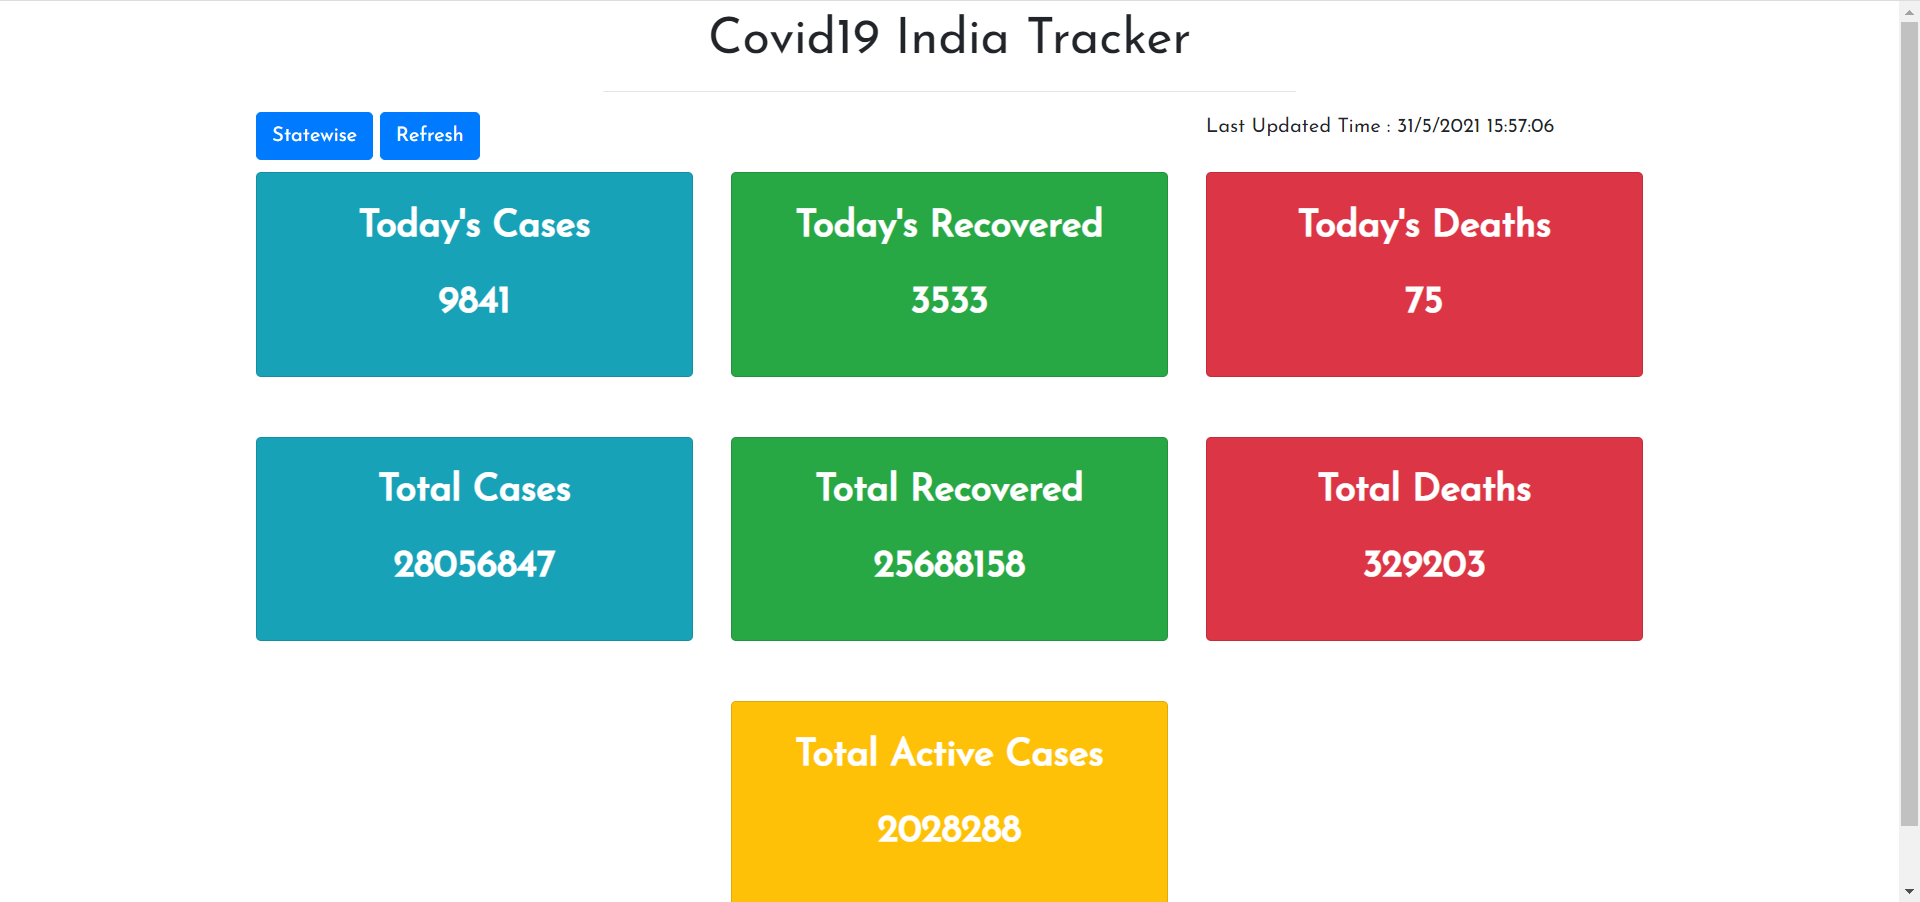 Covid19 India Tracker
Statewise Refresh Last Updated Time : 31/5/2021 15:57:06
Today's Cases
9841
Today's Recovered
3533
Today's Deaths
75
Total Cases
28056847
Total Recovered
25688158
Total Deaths
329203
Total Active Cases
2028288